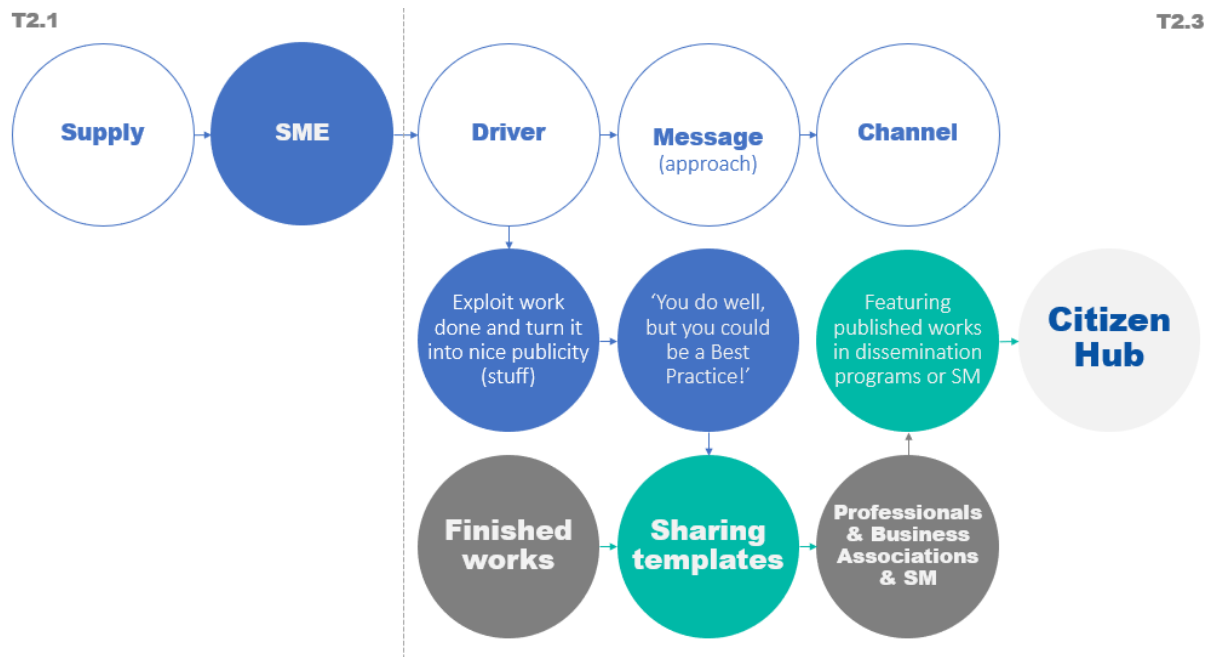 T2.1
T2.3
Supply
SME
Driver
Message
(approach)
Channel
Exploit work
done and turn it
into nice publicity
(stuff)
‘You do well,
but you could
be a Best
Practice!’
Featuring
published works
in dissemination
programs or SM
Citizen
Hub
Finished
works
Sharing
templates
Professionals
& Business
Associations
& SM